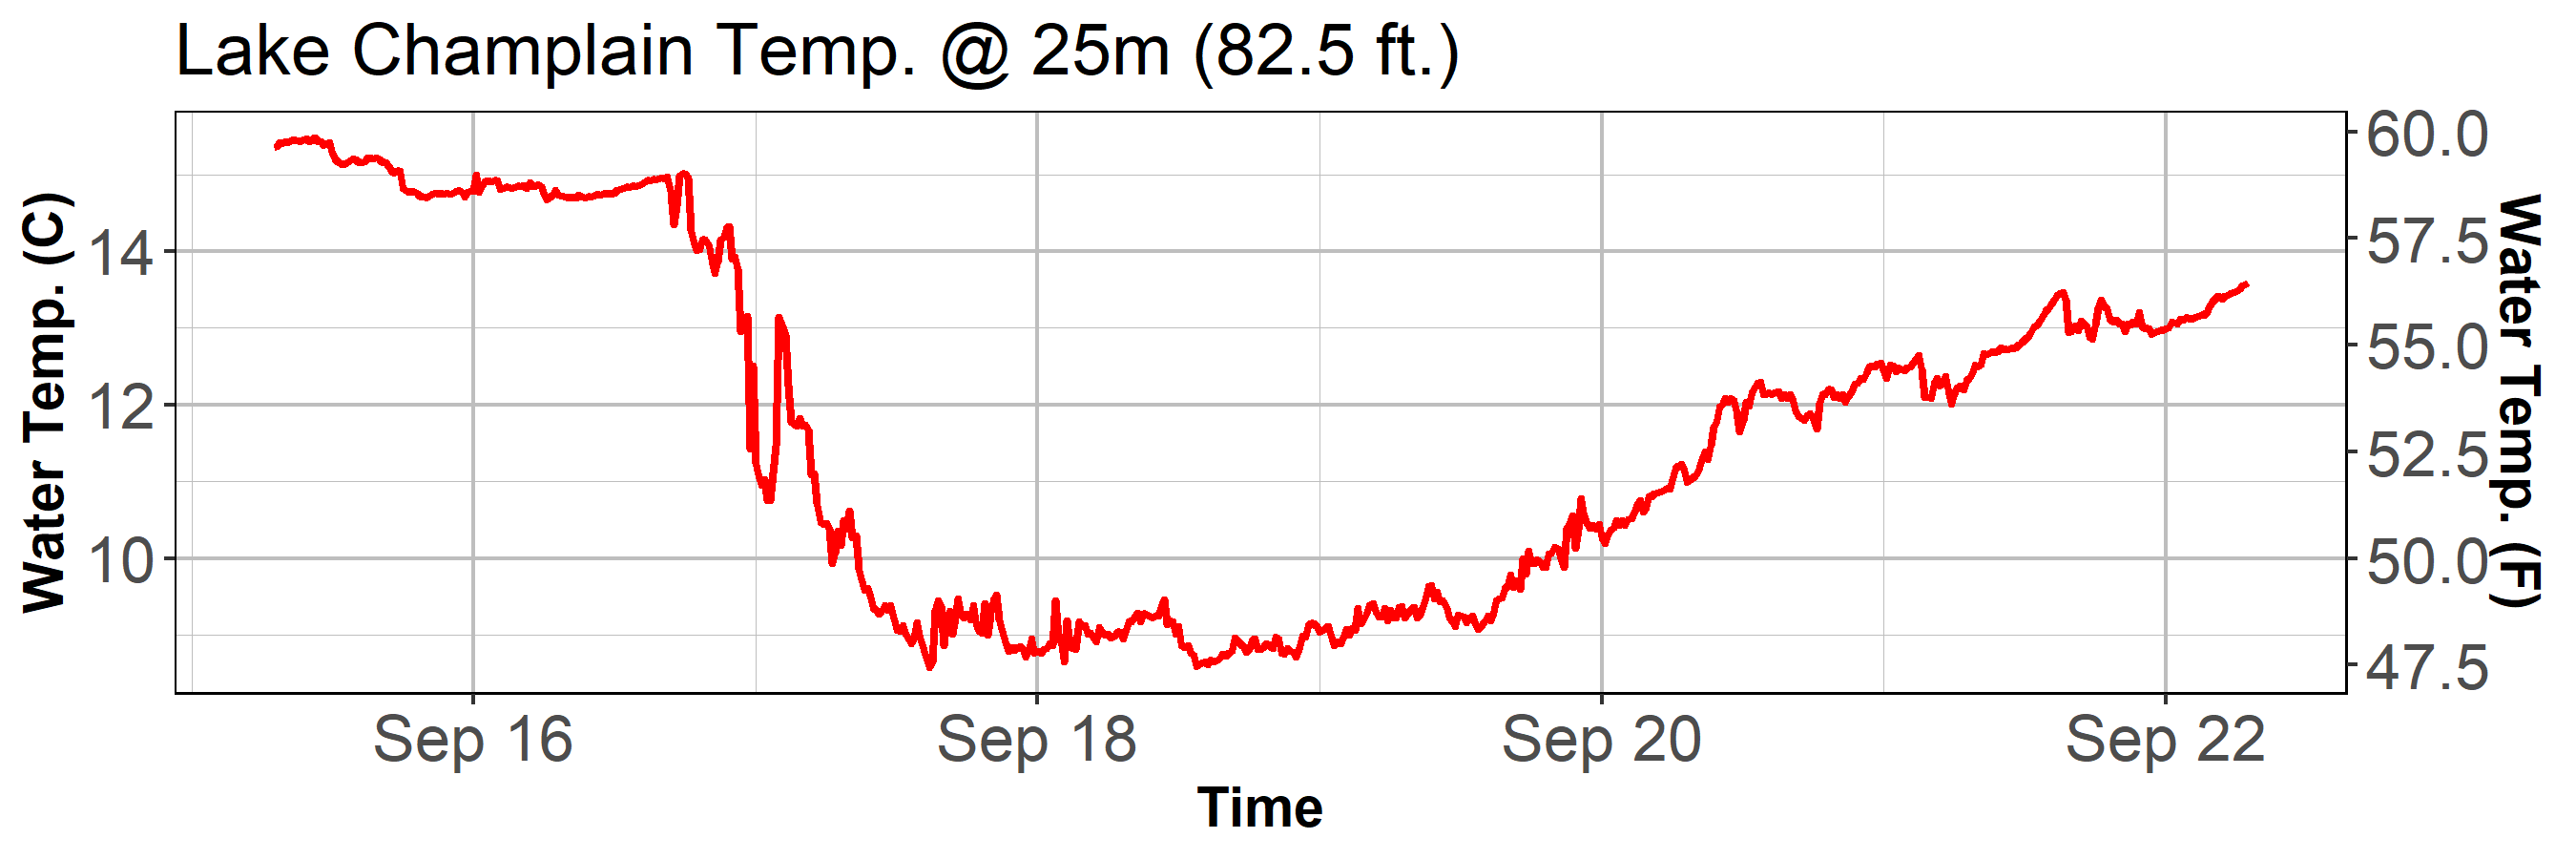 Lake Champlain Temp. @ 25m (82.5 ft.)
Water Temp. (C)
14
12
10
60.0
57.5
55.0
52.5
50.0
47.5
Water Temp. (F)
Sep 16
Sep 18
Sep 20
Sep 22
Time